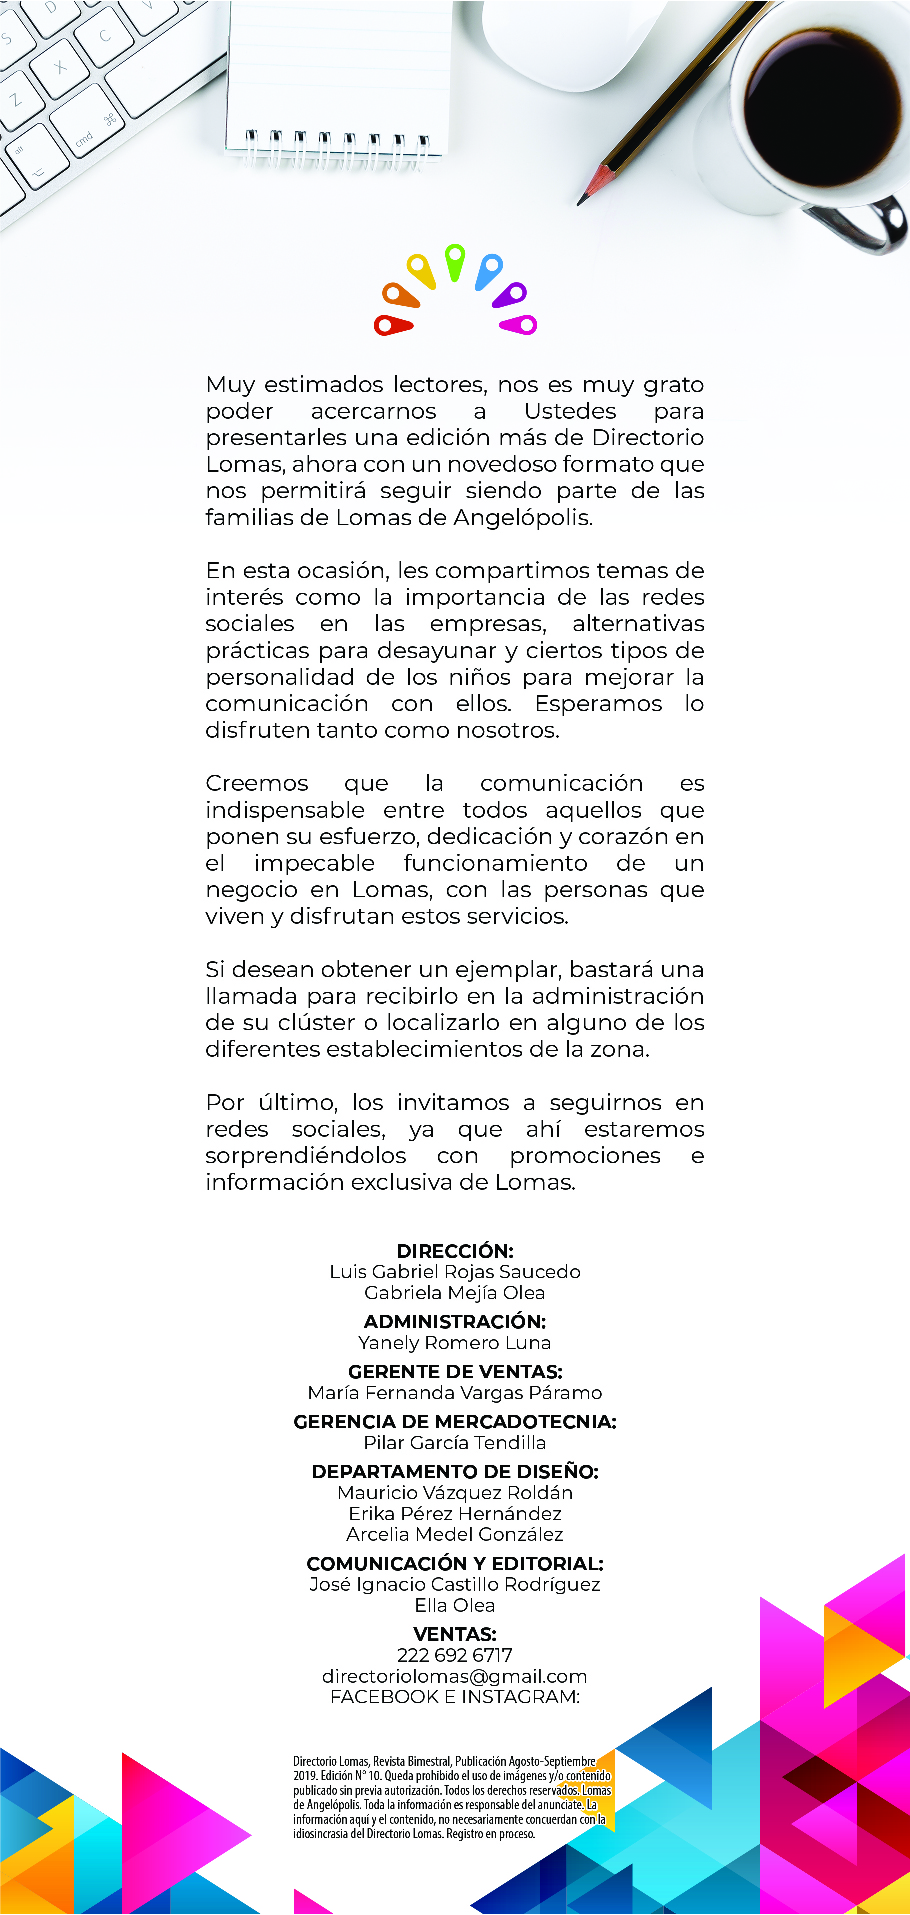 S
D
C
V
X
Z
alt
cmd ⌘
⌥
Muy estimados lectores, nos es muy grato
poder acercarnos a Ustedes para
presentarles una edición más de Directorio
Lomas, ahora con un novedoso formato que
nos permitirá seguir siendo parte de las
familias de Lomas de Angelópolis.
En esta ocasión, les compartimos temas de
interés como la importancia de las redes
sociales en las empresas, alternativas
prácticas para desayunar y ciertos tipos de
personalidad de los niños para mejorar la
comunicación con ellos. Esperamos lo
disfruten tanto como nosotros.
Creemos que la comunicación es
indispensable entre todos aquellos que
ponen su esfuerzo, dedicación y corazón en
el impecable funcionamiento de un
negocio en Lomas, con las personas que
viven y disfrutan estos servicios.
Si desean obtener un ejemplar, bastará una
llamada para recibirlo en la administración
de su clúster o localizarlo en alguno de los
diferentes establecimientos de la zona.
Por último, los invitamos a seguirnos en
redes sociales, ya que ahí estaremos
sorprendiéndolos con promociones e
información exclusiva de Lomas.
DIRECCIÓN:
Luis Gabriel Rojas Saucedo
Gabriela Mejía Olea
ADMINISTRACIÓN:
Yanely Romero Luna
GERENTE DE VENTAS:
María Fernanda Vargas Páramo
GERENCIA DE MERCADOTECNIA:
Pilar García Tendilla
DEPARTAMENTO DE DISEÑO:
Mauricio Vázquez Roldán
Erika Pérez Hernández
Arcelia Medel González
COMUNICACIÓN Y EDITORIAL:
José Ignacio Castillo Rodríguez
Ella Olea
VENTAS:
222 692 6717
directoriolomas@gmail.com
FACEBOOK E INSTAGRAM:
Directorio Lomas, Revista Bimestral, Publicación Agosto-Septiembre
2019. Edición N° 10. Queda prohibido el uso de imágenes y/o contenido
publicado sin previa autorización. Todos los derechos reservados. Lomas
de Angelópolis. Toda la información es responsable del anunciate. La
información aquí y el contenido, no necesariamente concuerdan con la
idiosincrasia del Directorio Lomas. Registro en proceso.